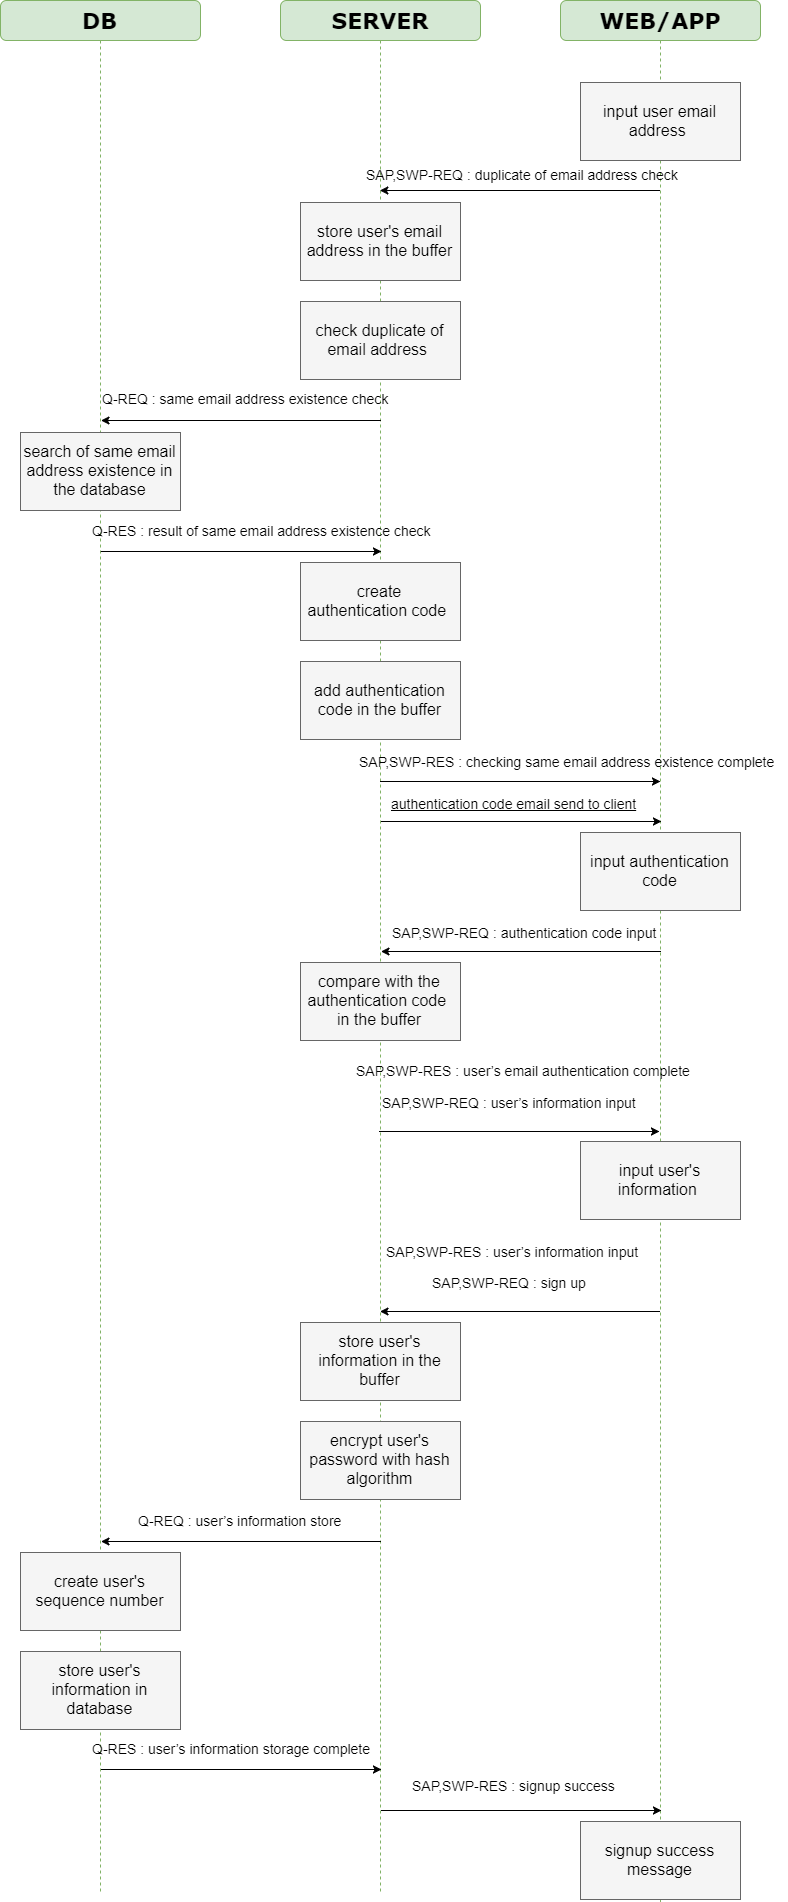 DB
SERVER
WEB/APP
input user email
address
SAP,SWP-REQ : duplicate of email address check
store user's email
address in the buffer
check duplicate of
email address
Q-REQ : same email address existence check
search of same email
address existence in
the database
Q-RES : result of same email address existence check
create
authentication code
add authentication
code in the buffer
SAP,SWP-RES : checking same email address existence complete
authentication code email send to client
input authentication
code
SAP,SWP-REQ : authentication code input
compare with the
authentication code
in the buffer
SAP,SWP-RES : user’s email authentication complete
SAP,SWP-REQ : user’s information input
input user's
information
SAP,SWP-RES : user’s information input
SAP,SWP-REQ : sign up
store user's
information in the
buffer
encrypt user's
password with hash
algorithm
Q-REQ : user’s information store
create user's
sequence number
store user's
information in
database
Q-RES : user’s information storage complete
SAP,SWP-RES : signup success
signup success
message